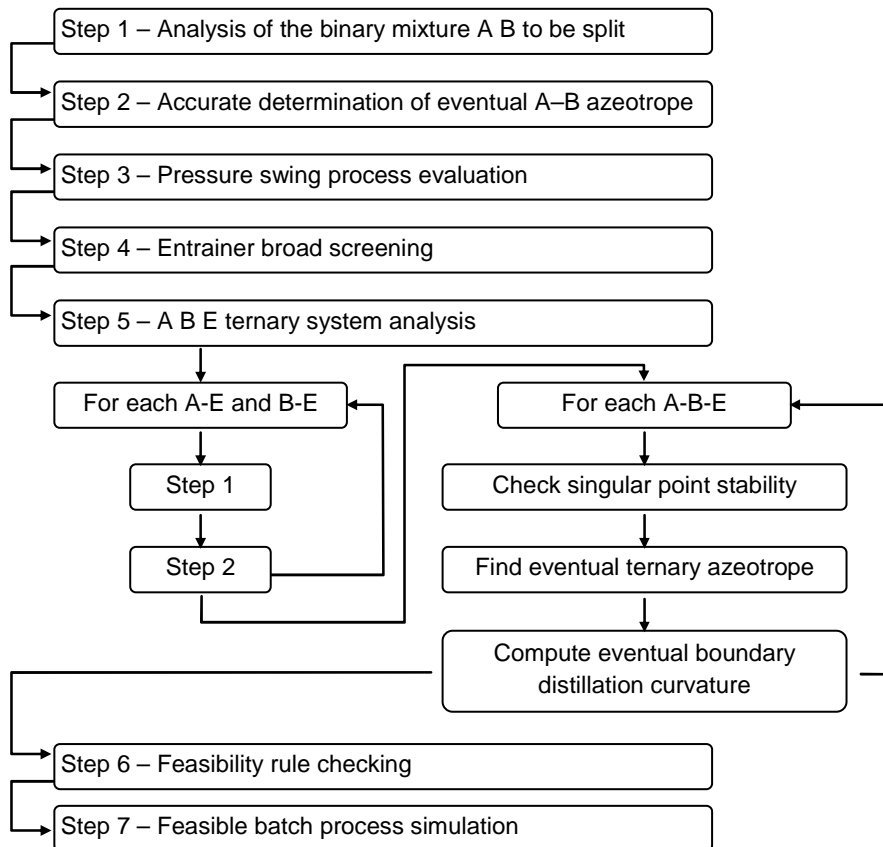 Step 1 – Analysis of the binary mixture A B to be split
Step 2 – Accurate determination of eventual A–B azeotrope
Step 3 – Pressure swing process evaluation
Step 4 – Entrainer broad screening
Step 5 – A B E ternary system analysis
For each A-E and B-E
Step 1
Step 2
For each A-B-E
Check singular point stability
Find eventual ternary azeotrope
Compute eventual boundary
distillation curvature
Step 6 – Feasibility rule checking
Step 7 – Feasible batch process simulation